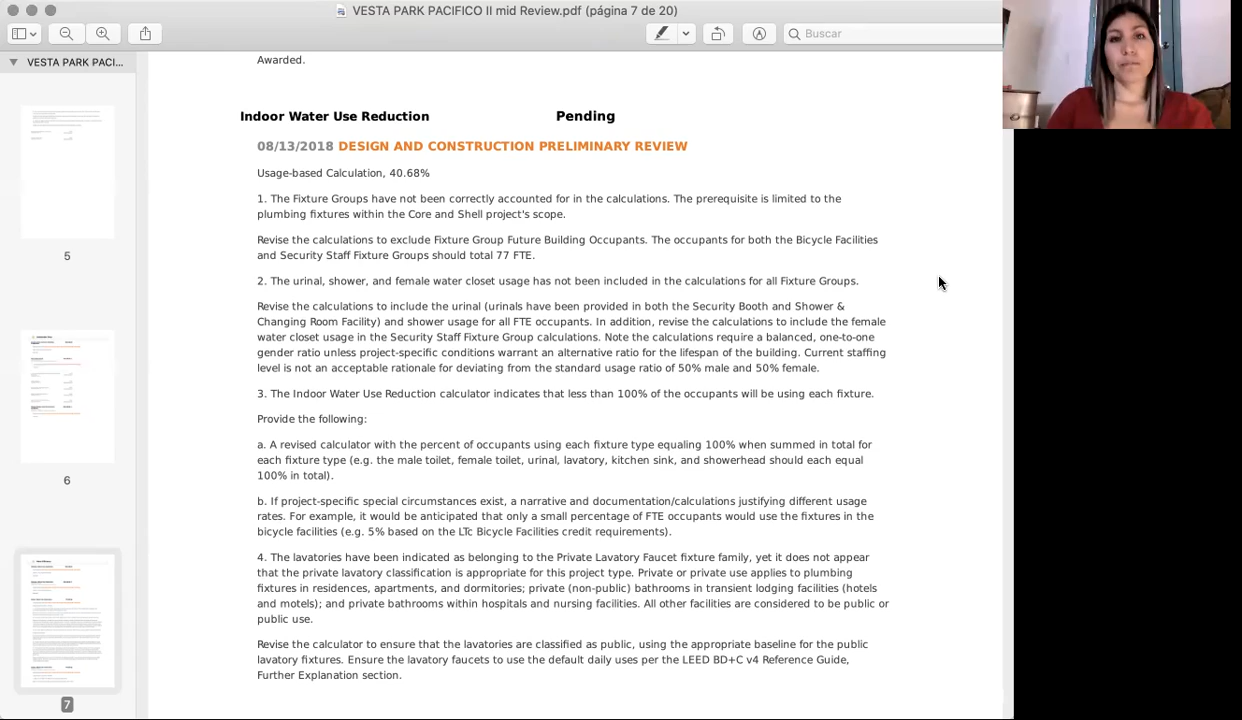 VESTA PARK PACIFICO II mid Review.pdf (página 7 de 20)
Buscar
VESTA PARK PACI...
5
6
7
Awarded.
Indoor Water Use Reduction Pending
08/13/2018 DESIGN AND CONSTRUCTION PRELIMINARY REVIEW
Usage-based Calculation, 40.68%
1. The Fixture Groups have not been correctly accounted for in the calculations. The prerequisite is limited to the
plumbing fixtures within the Core and Shell project's scope.
Revise the calculations to exclude Fixture Group Future Building Occupants. The occupants for both the Bicycle Facilities
and Security Staff Fixture Groups should total 77 FTE.
2. The urinal, shower, and female water closet usage has not been included in the calculations for all Fixture Groups.
Revise the calculations to include the urinal (urinals have been provided in both the Security Booth and Shower &
Changing Room Facility) and shower usage for all FTE occupants. In addition, revise the calculations to include the female
water closet usage in the Security Staff Fixture Group calculations. Note the calculations require a balanced, one-to-one
gender ratio unless project-specific conditions warrant an alternative ratio for the lifespan of the building. Current staffing
level is not an acceptable rationale for deviating from the standard usage ratio of 50% male and 50% female.
3. The Indoor Water Use Reduction calculator indicates that less than 100% of the occupants will be using each fixture.
Provide the following:
a. A revised calculator with the percent of occupants using each fixture type equaling 100% when summed in total for
each fixture type (e.g. the male toilet, female toilet, urinal, lavatory, kitchen sink, and showerhead should each equal
100% in total).
b. If project-specific special circumstances exist, a narrative and documentation/calculations justifying different usage
rates. For example, it would be anticipated that only a small percentage of FTE occupants would use the fixtures in the
bicycle facilities (e.g. 5% based on the LTc Bicycle Facilities credit requirements).
4. The lavatories have been indicated as belonging to the Private Lavatory Faucet fixture family, yet it does not appear
that the private lavatory classification is appropriate for this project type. Private or private use applies to plumbing
fixtures in residences, apartments, and dormitories; private (non-public) bathrooms in transient lodging facilities (hotels
and motels); and private bathrooms within hospitals and nursing facilities. All other facilities are considered to be public or
public use.
Revise the calculator to ensure that the lavatories are classified as public, using the appropriate baseline for the public
lavatory fixtures. Ensure the lavatory faucets to use the default daily uses per the LEED BD+C v4 Reference Guide,
Further Explanation section.